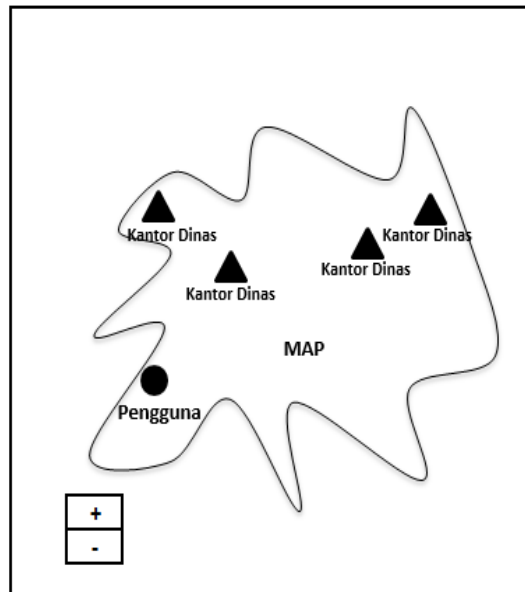 Kantor Dinas
Kantor Dinas
Kantor Dinas
Kantor Dinas
MAP
Pengguna
+
-